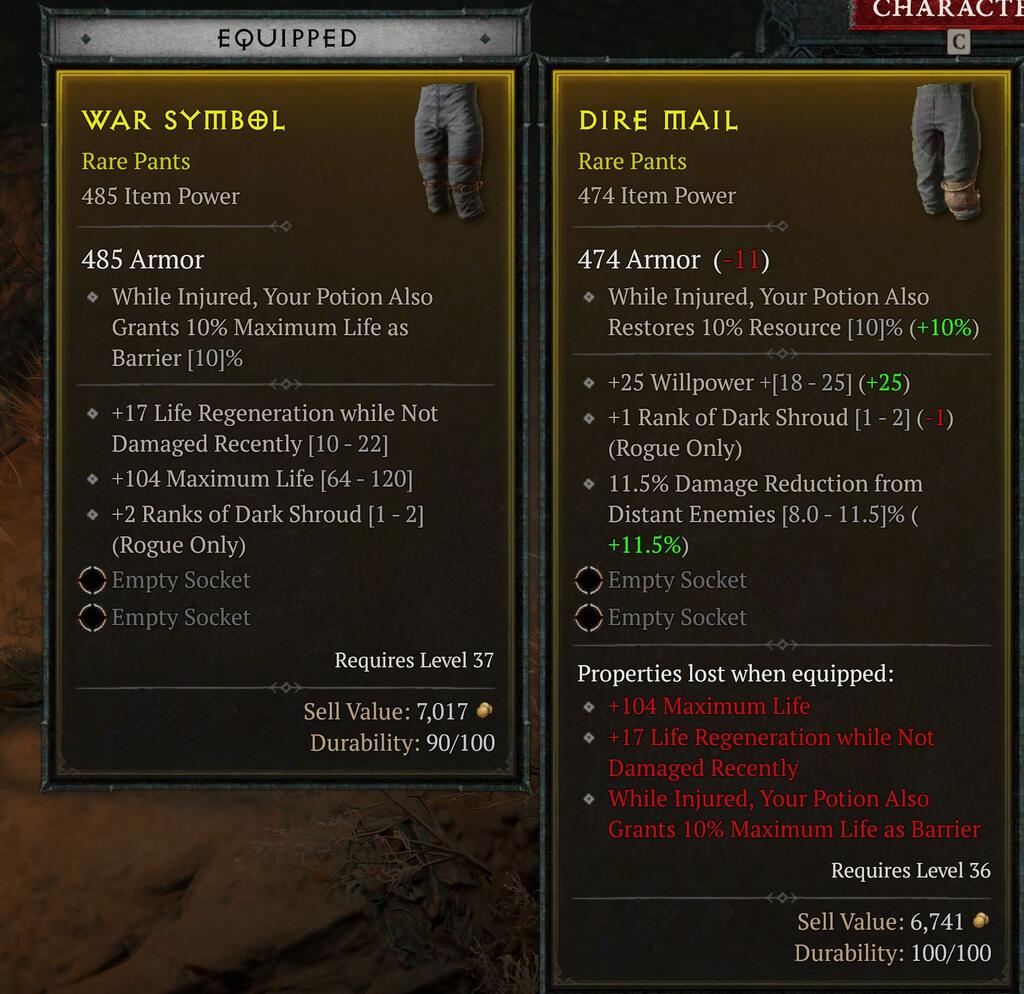 CHARACTE
C
EQUIPPED
WAR SYMBOL
Rare Pants
485 Item Power
485 Armor
While Injured, Your Potion Also
Grants 10% Maximum Life as
Barrier [10]%
+17 Life Regeneration while Not
Damaged Recently [10 - 22]
+104 Maximum Life [64 - 120]
+2 Ranks of Dark Shroud [1 - 2]
(Rogue Only)
Empty Socket
Empty Socket
Requires Level 37
Sell Value: 7,017
Durability: 90/100
DIRE MAIL
Rare Pants
474 Item Power
474 Armor (-11)
While Injured, Your Potion Also
Restores 10% Resource [10]% (+10%)
+25 Willpower +[18 - 25] (+25)
+1 Rank of Dark Shroud [1 - 2] (-1)
(Rogue Only)
11.5% Damage Reduction from
Distant Enemies [8.0 - 11.5]% (
+11.5%)
Empty Socket
Empty Socket
Properties lost when equipped:
+104 Maximum Life
+17 Life Regeneration while Not
Damaged Recently
While Injured, Your Potion Also
Grants 10% Maximum Life as Barrier
Requires Level 36
Sell Value: 6,741
Durability: 100/100